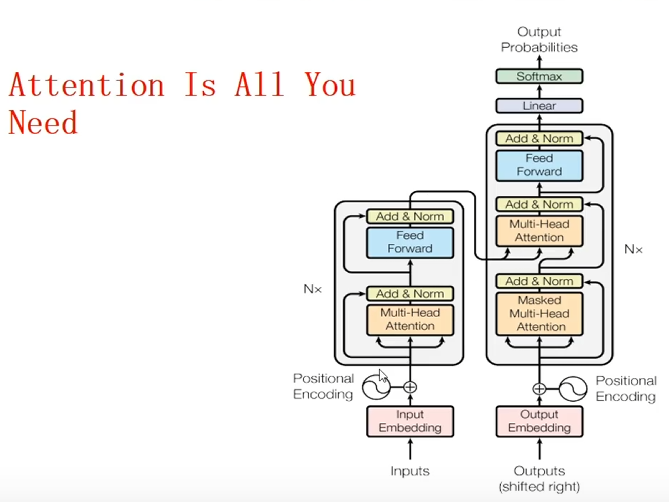 Attention Is All You
Need
Output
Probabilities
Softmax
Linear
Add & Norm
Feed
Forward
Add & Norm
Multi-Head
Attention
Nx
Add & Norm
Masked
Multi-Head
Attention
Add & Norm
Feed
Forward
Nx
Add & Norm
Multi-Head
Attention
Positional
Encoding
Positional
Encoding
Input
Embedding
Output
Embedding
Inputs
Outputs
(shifted right)